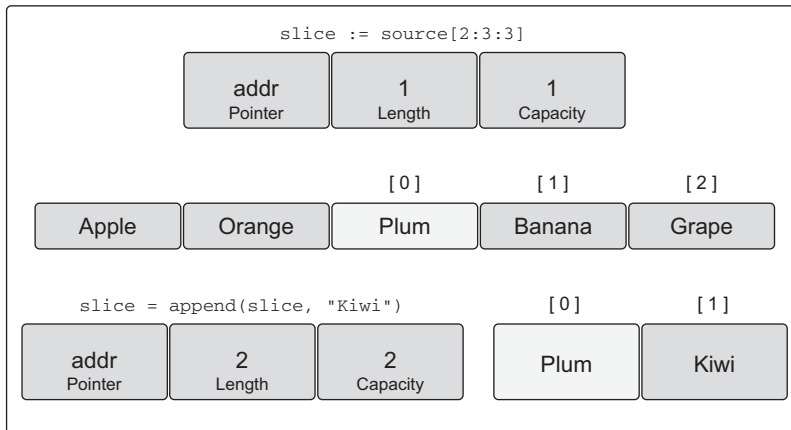 slice := source[2:3:3]
addr 1 1
Pointer Length Capacity
[0] [1] [2]
Apple Orange Plum Banana Grape
slice = append(slice, "Kiwi") [0] [1]
addr 2 2 Plum Kiwi
Pointer Length Capacity